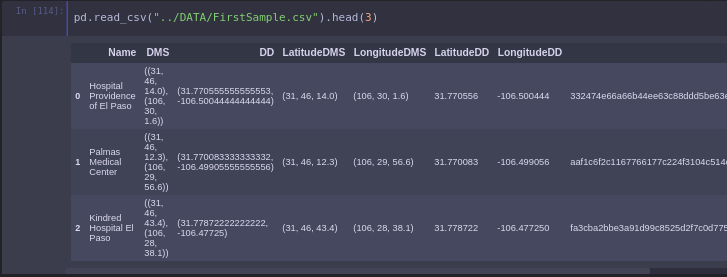 In [114]:
pd.read_csv("../DATA/FirstSample.csv").head(3)
Name DMS DD LatitudeDMS LongitudeDMS LatitudeDD LongitudeDD
0 Hospital Providence of El Paso ((31, 46, 14.0), (106, 30, 1.6)) (31.770555555555553, -106.50044444444444) (31, 46, 14.0) (106, 30, 1.6) 31.770556 -106.500444
1 Palmas Medical Center ((31, 46, 12.3), (106, 29, 56.6)) (31.770083333333332, -106.49905555555556) (31, 46, 12.3) (106, 29, 56.6) 31.770083 -106.499056
2 Kindred Hospital El Paso ((31, 46, 43.4), (106, 28, 38.1)) (31.77872222222222, -106.47725) (31, 46, 43.4) (106, 28, 38.1) 31.778722 -106.477250